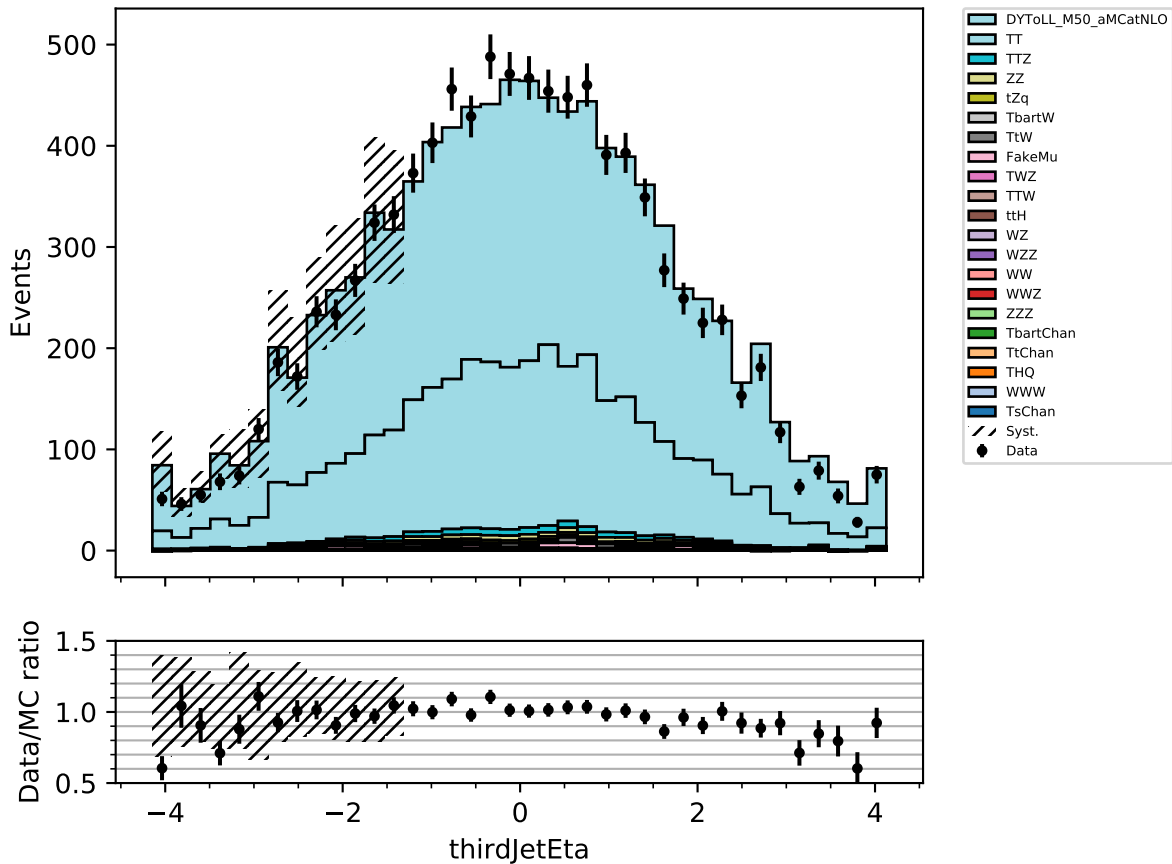 500
400
300
200
100
0
Events
DYToLL_M50_aMCatNLO
TT
TTZ
ZZ
tZq
TbartW
TtW
FakeMu
TWZ
TTW
ttH
WZ
WZZ
WW
WWZ
ZZZ
TbartChan
TtChan
THQ
WWW
TsChan
Syst.
Data
1.5
1.0
0.5
Data/MC ratio
−4
−2
0
2
4
thirdJetEta